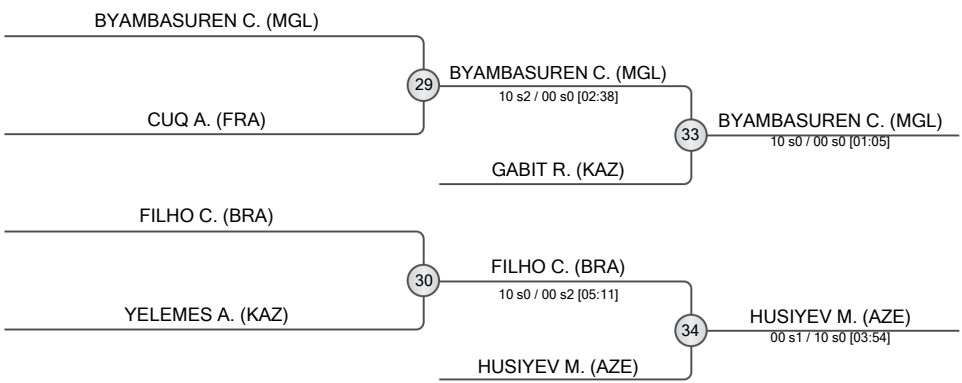 BYAMBASUREN C. (MGL)
29
CUQ A. (FRA)
BYAMBASUREN C. (MGL)
10 s2 / 00 s0 [02:38]
33
GABIT R. (KAZ)
BYAMBASUREN C. (MGL)
10 s0 / 00 s0 [01:05]
FILHO C. (BRA)
30
YELEMES A. (KAZ)
FILHO C. (BRA)
10 s0 / 00 s2 [05:11]
34
HUSIYEV M. (AZE)
HUSIYEV M. (AZE)
00 s1 / 10 s0 [03:54]